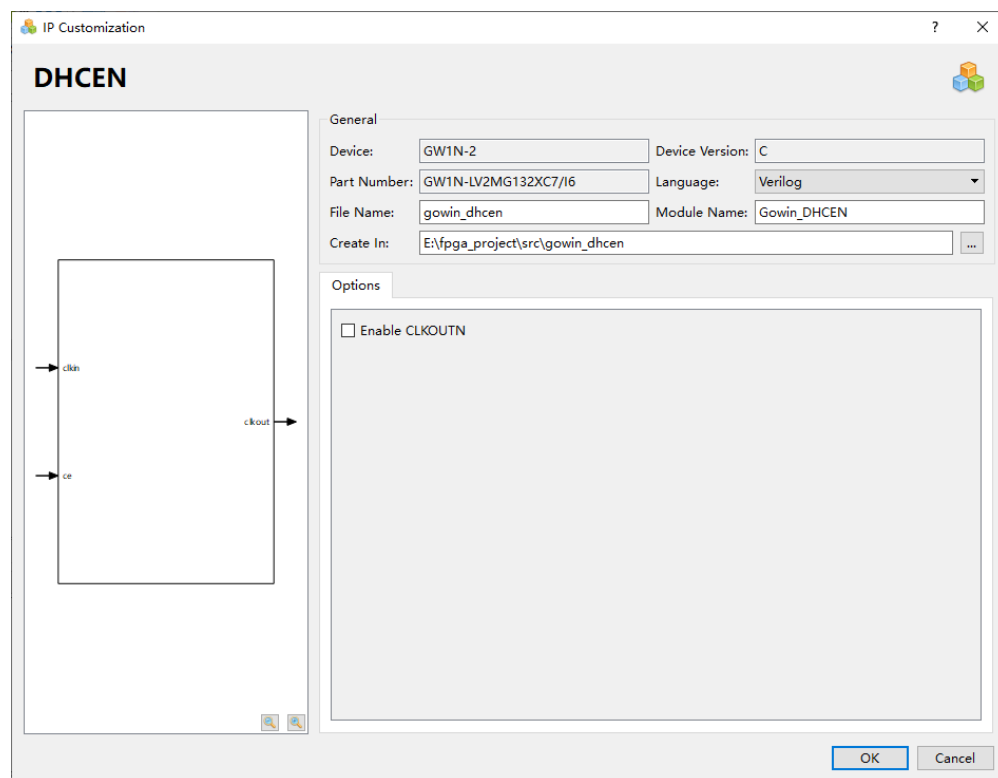 IP Customization
?
DHCEN
General
Device: GW1N-2 Device Version: C
Part Number: GW1N-LV2MG132XC7/I6 Language: Verilog
File Name: gowin_dhcen Module Name: Gowin_DHCEN
Create In: E:\fpga_project\src\gowin_dhcen ...
Options
Enable CLKOUTN
clkin
clkout
ce
OK Cancel